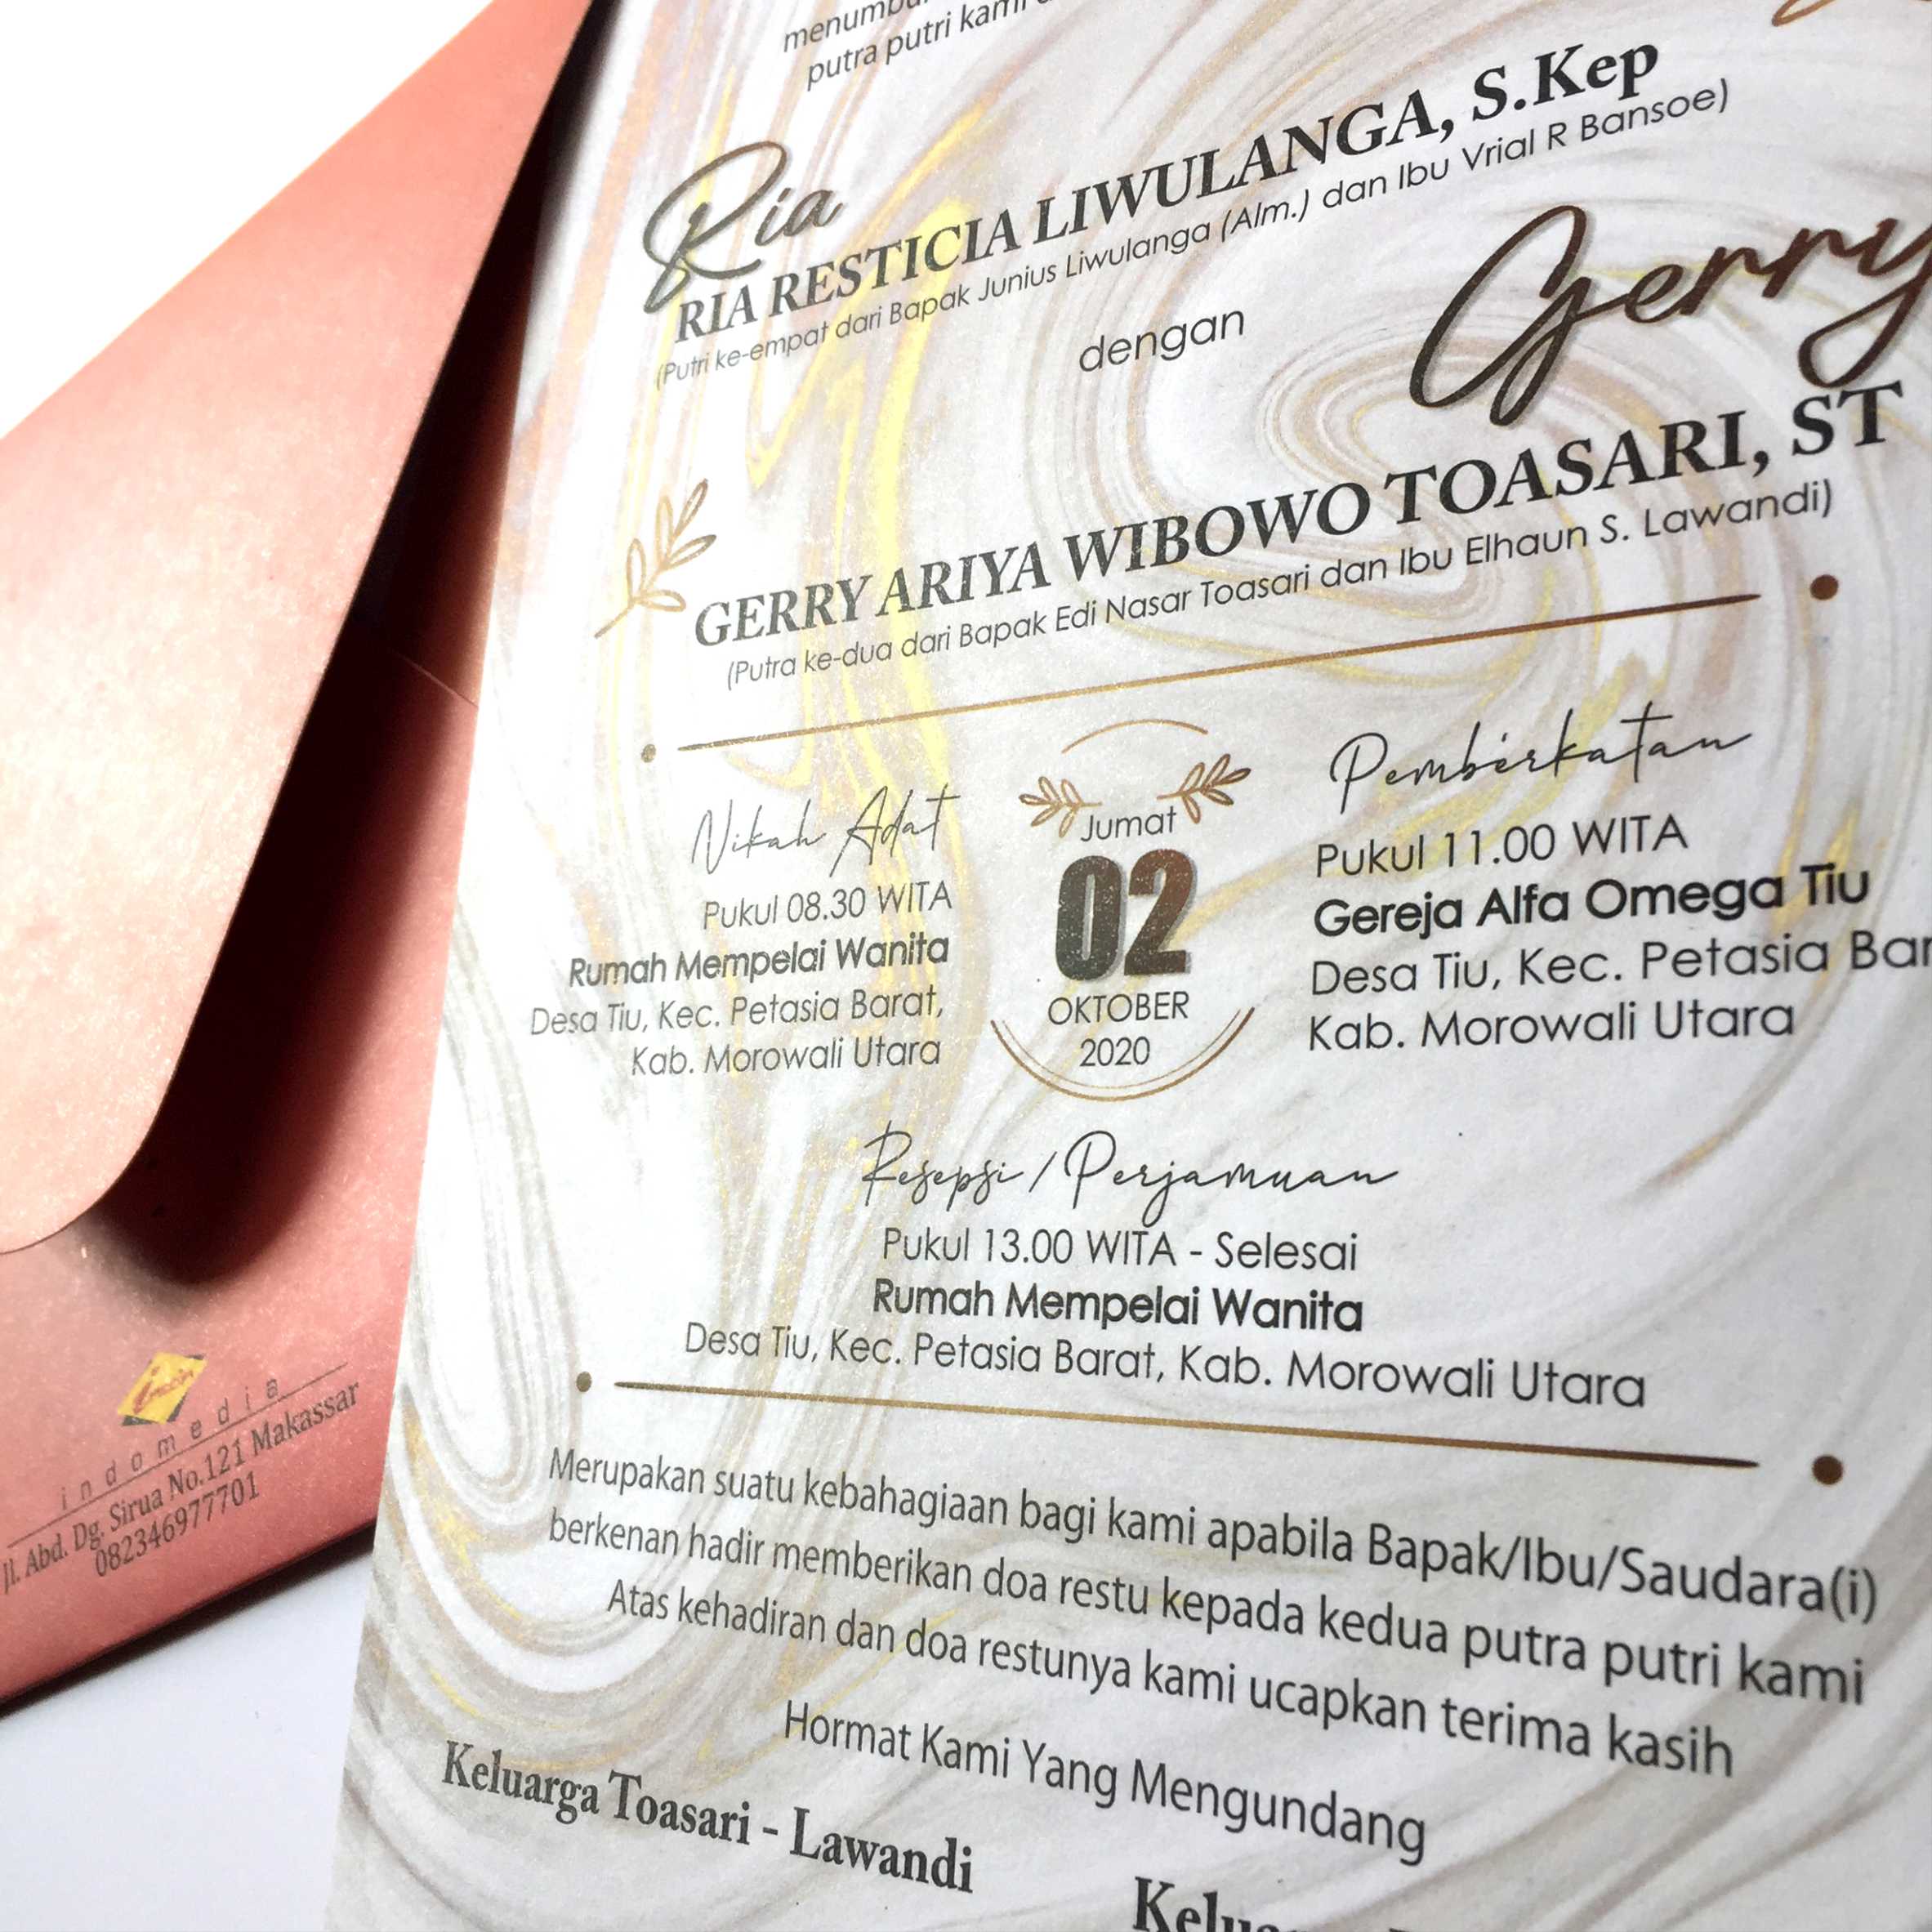 putra putri kami
Ria
RIA RESTICIA LIWULANGA, S.Kep
(Putri ke-empat dari Bapak Junius Liwulanga (Alm.) dan Ibu Vrial R Bansoe)
dengan
Gerry
GERRY ARIYA WIBOWO TOASARI, ST
(Putra ke-dua dari Bapak Edi Nasar Toasari dan Ibu Elhaun S. Lawandi)
Nikah Adat
Pukul 08.30 WITA
Rumah Mempelai Wanita
Desa Tiu, Kec. Petasia Barat,
Kab. Morowali Utara
Jumat
02
OKTOBER
2020
Pemberkatan
Pukul 11.00 WITA
Gereja Alfa Omega Tiu
Desa Tiu, Kec. Petasia Bar
Kab. Morowali Utara
Resepsi / Perjamuan
Pukul 13.00 WITA - Selesai
Rumah Mempelai Wanita
Desa Tiu, Kec. Petasia Barat, Kab. Morowali Utara
Merupakan suatu kebahagiaan bagi kami apabila Bapak/Ibu/Saudara(i)
berkenan hadir memberikan doa restu kepada kedua putra putri kami
Atas kehadiran dan doa restunya kami ucapkan terima kasih
Hormat Kami Yang Mengundang
Keluarga Toasari - Lawandi
indomedia
Jl. Abd. Dg. Sirua No.121 Makassar
082346977701